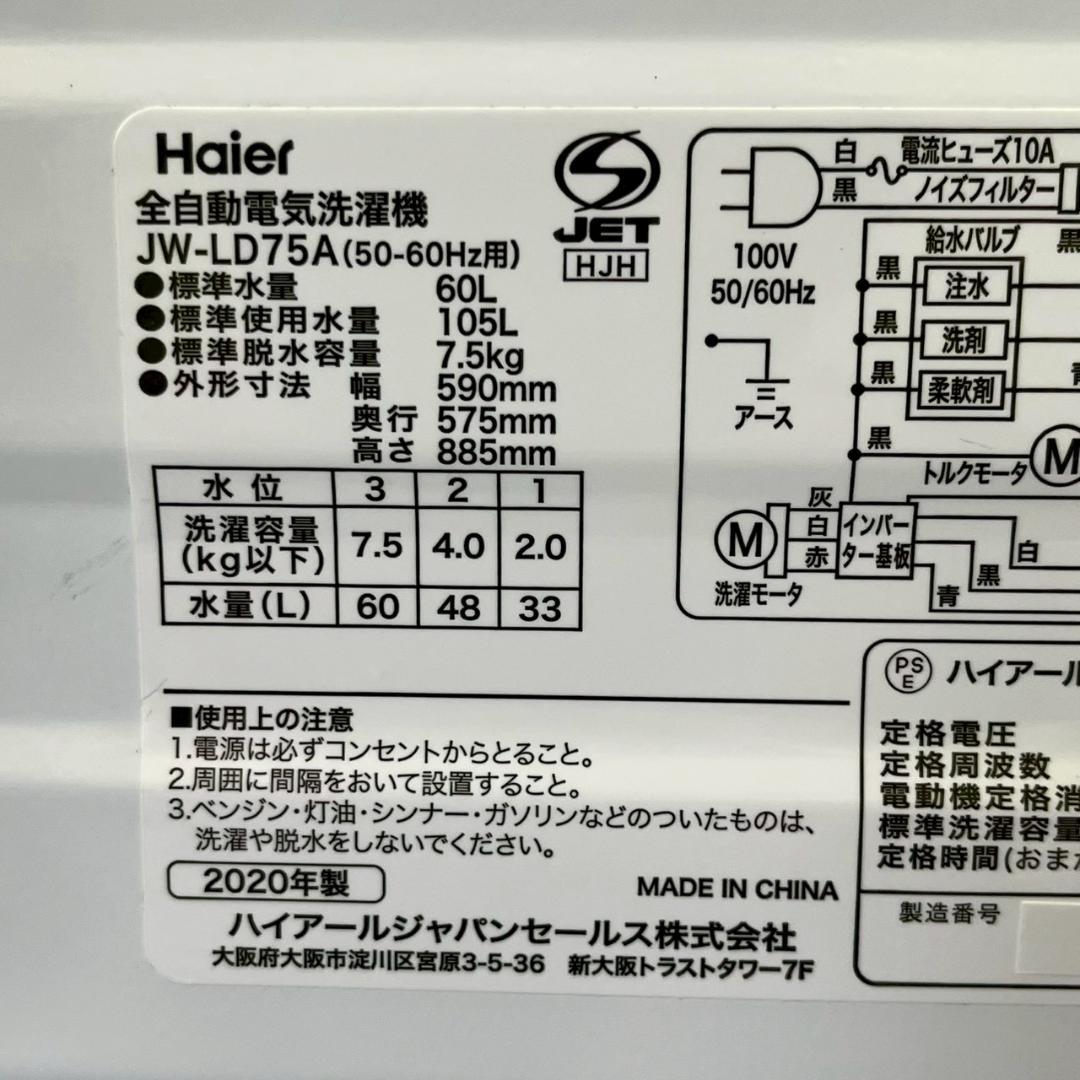 Haier
全自動電気洗濯機
JW-LD75A(50-60Hz用)
●標準水量 60L
●標準使用水量 105L
●標準脱水容量 7.5kg
●外形寸法 幅 590mm
奥行 575mm
高さ 885mm
水位 3 2 1
洗濯容量(kg以下) 7.5 4.0 2.0
水量(L) 60 48 33
S
JET
HJH
白 電流ヒューズ10A
黒 ノイズフィルター
100V
50/60Hz
給水バルブ 黒
黒 注水
黒 洗剤
黒 柔軟剤
アース
黒
トルクモータ
M
灰
白
赤
M
洗濯モータ
インバー
ター基板
白
黒
青
■使用上の注意
1.電源は必ずコンセントからとること。
2.周囲に間隔をおいて設置すること。
3.ベンジン・灯油・シンナー・ガソリンなどのついたものは、
洗濯や脱水をしないでください。
2020年製
MADE IN CHINA
ハイアールジャパンセールス株式会社
大阪府大阪市淀川区宮原3-5-36 新大阪トラストタワー7F
PS
E
ハイアール
定格電圧
定格周波数
電動機定格消
標準洗濯容量
定格時間(おまか
製造番号